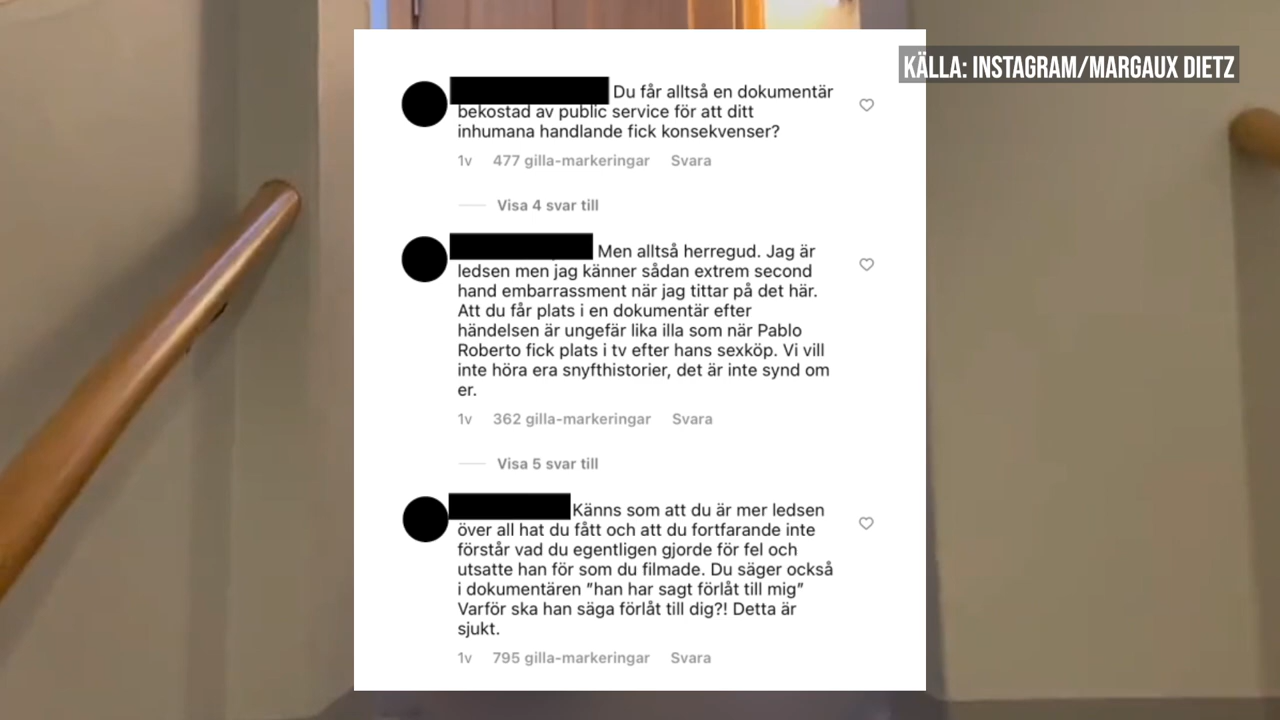 KÄLLA: INSTAGRAM/MARGAUX DIETZ
Du får alltså en dokumentär
bekostad av public service för att ditt
inhumana handlande fick konsekvenser?
1v 477 gilla-markeringar Svara
Visa 4 svar till
Men alltså herregud. Jag är
ledsen men jag känner sådan extrem second
hand embarrassment när jag tittar på det här.
Att du får plats i en dokumentär efter
händelsen är ungefär lika illa som när Pablo
Roberto fick plats i tv efter hans sexköp. Vi vill
inte höra era snyfthistorier, det är inte synd om
er.
1v 362 gilla-markeringar Svara
Visa 5 svar till
Känns som att du är mer ledsen
över all hat du fått och att du fortfarande inte
förstår vad du egentligen gjorde för fel och
utsatte han för som du filmade. Du säger också
i dokumentären ”han har sagt förlåt till mig”
Varför ska han säga förlåt till dig?! Detta är
sjukt.
1v 795 gilla-markeringar Svara